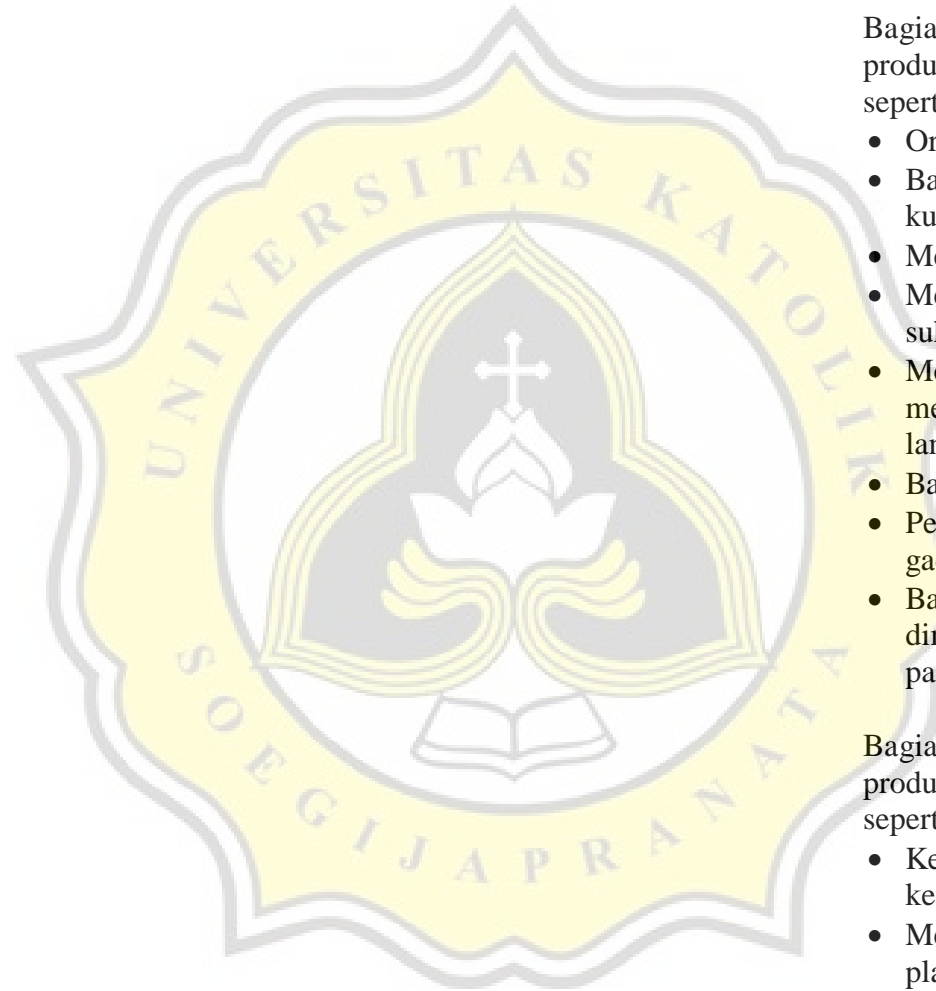 UNIVERSITAS KATOLIK
SOEGIJAPRANATA
Bagia
produ
sepert
• Or
• Ba
ku
• Me
• Me
sul
• Me
me
lan
• Ba
• Pe
ga
• Ba
din
pa
Bagia
produ
sepert
• Ke
ke
• Me
pla